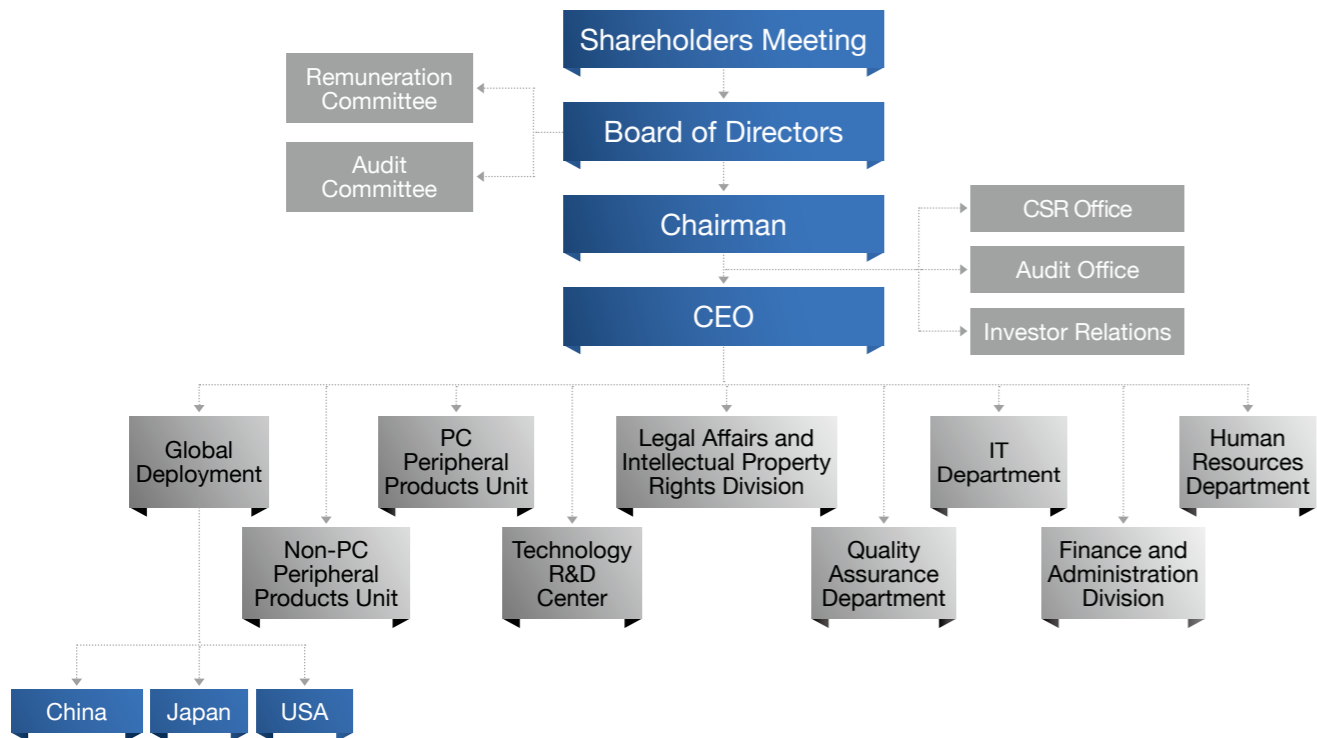 Shareholders Meeting
Remuneration
Committee
Board of Directors
Audit
Committee
Chairman
CSR Office
Audit Office
CEO
Investor Relations
Global
Deployment
PC
Peripheral
Products Unit
Legal Affairs and
Intellectual Property
Rights Division
IT
Department
Human
Resources
Department
Non-PC
Peripheral
Products Unit
Technology
R&D
Center
Quality
Assurance
Department
Finance and
Administration
Division
China
Japan
USA